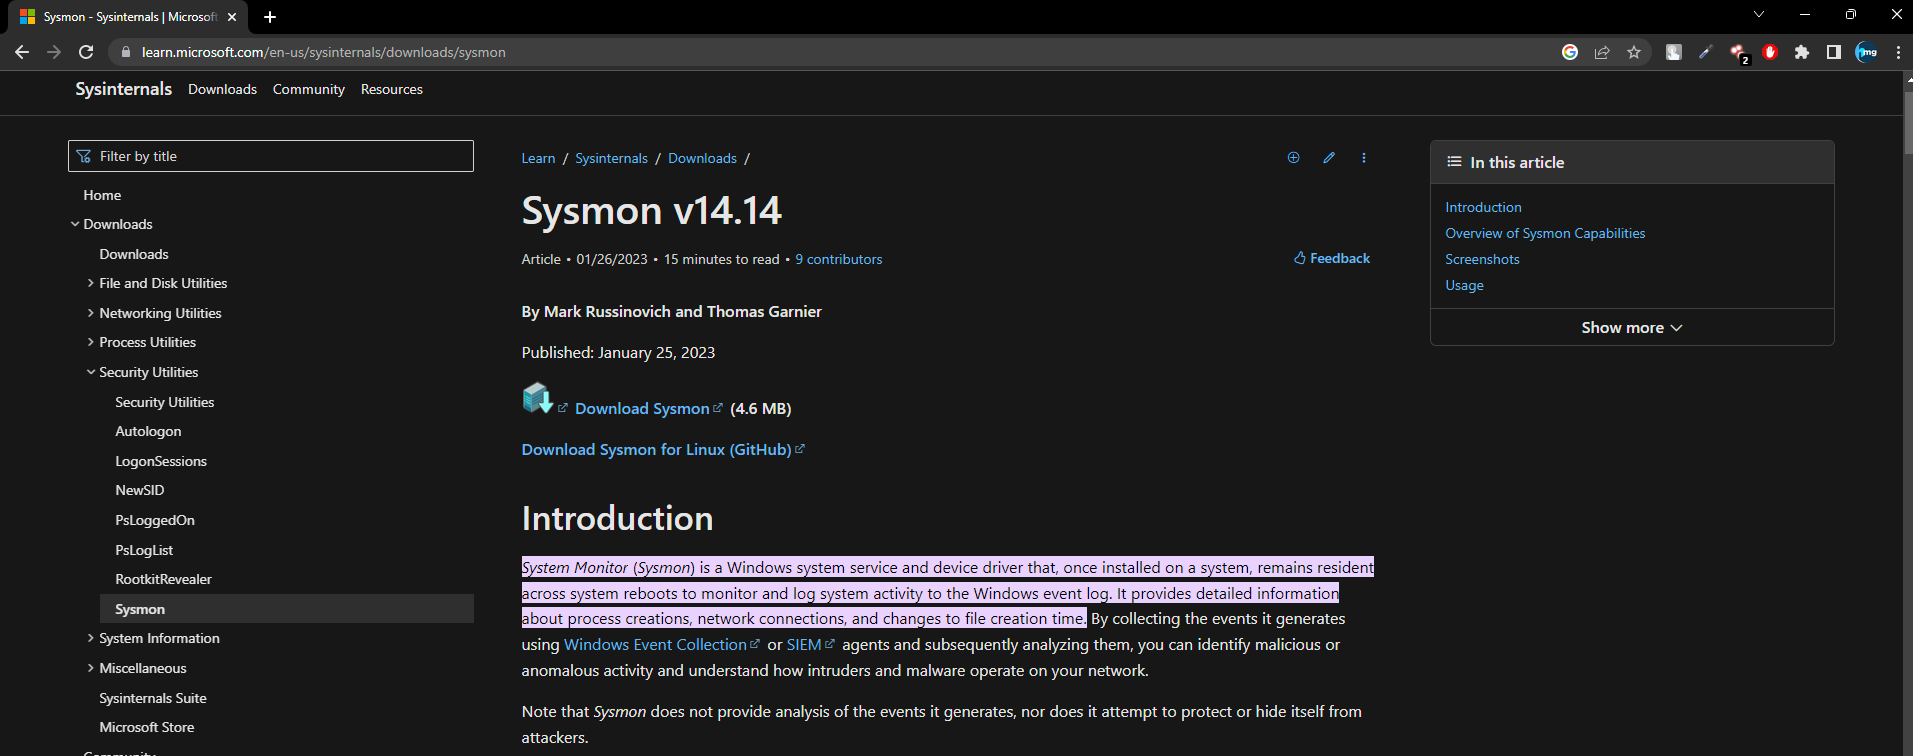 Sysmon - Sysinternals | Microsoft
learn.microsoft.com/en-us/sysinternals/downloads/sysmon
2
1mg
Sysinternals Downloads Community Resources
Filter by title
Home
Downloads
Downloads
File and Disk Utilities
Networking Utilities
Process Utilities
Security Utilities
Security Utilities
Autologon
LogonSessions
NewSID
PsLoggedOn
PsLogList
RootkitRevealer
Sysmon
System Information
Miscellaneous
Sysinternals Suite
Microsoft Store
Community
Learn / Sysinternals / Downloads /
Sysmon v14.14
Article • 01/26/2023 • 15 minutes to read • 9 contributors
Feedback
By Mark Russinovich and Thomas Garnier
Published: January 25, 2023
Download Sysmon (4.6 MB)
Download Sysmon for Linux (GitHub)
Introduction
System Monitor (Sysmon) is a Windows system service and device driver that, once installed on a system, remains resident
across system reboots to monitor and log system activity to the Windows event log. It provides detailed information
about process creations, network connections, and changes to file creation time. By collecting the events it generates
using Windows Event Collection or SIEM agents and subsequently analyzing them, you can identify malicious or
anomalous activity and understand how intruders and malware operate on your network.
Note that Sysmon does not provide analysis of the events it generates, nor does it attempt to protect or hide itself from
attackers.
In this article
Introduction
Overview of Sysmon Capabilities
Screenshots
Usage
Show more